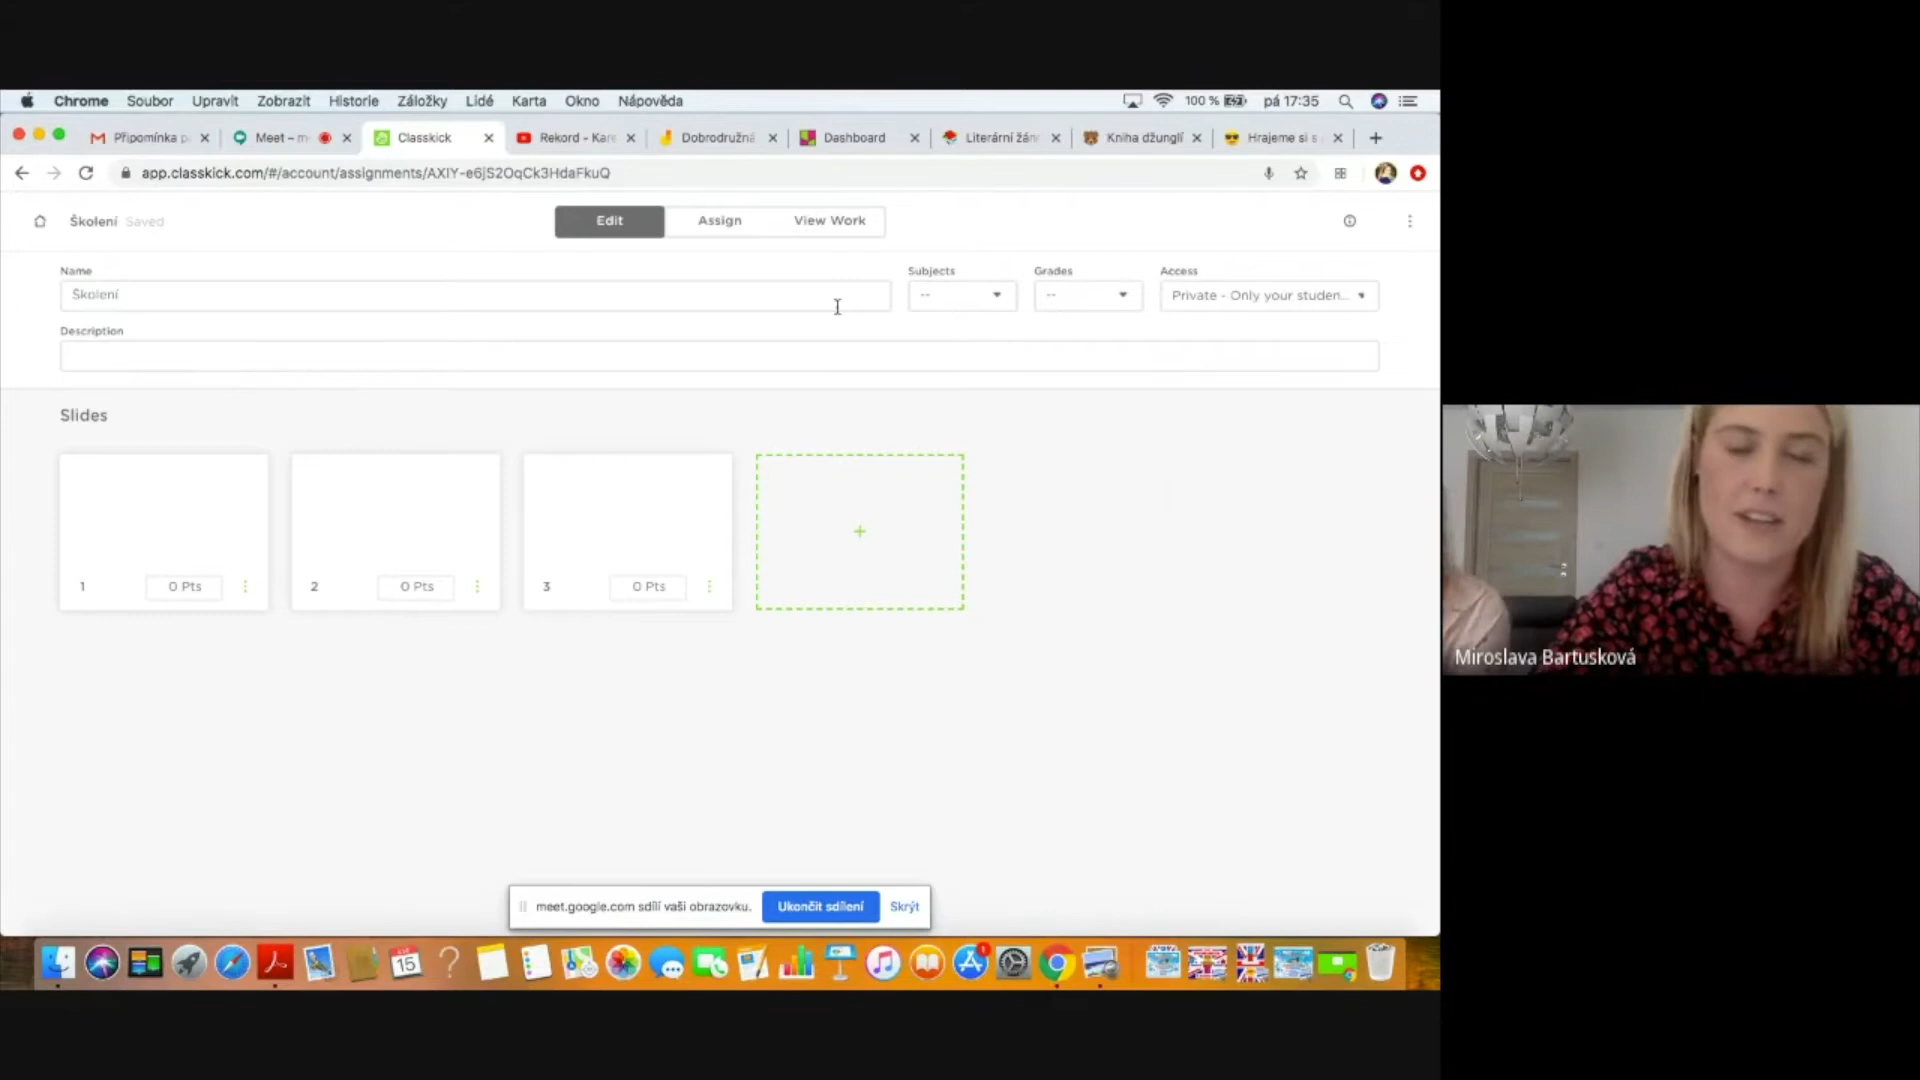 Chrome Soubor Upravit Zobrazit Historie Záložky Lidé Karta Okno Nápověda 100 % pá 17:35
Připomínka p Meet – m Classkick Rekord - Kar Dobrodružná Dashboard Literární žán Kniha džunglí Hrajeme si s
app.classkick.com/#/account/assignments/AXIY-e6jS2OqCk3HdaFkuQ
Školení Saved Edit Assign View Work
Name Subjects Grades Access
Školení -- -- Private - Only your studen...
Description
Slides
1 0 Pts 2 0 Pts 3 0 Pts
+
Miroslava Bartusková
meet.google.com sdílí vaši obrazovku. Ukončit sdílení Skrýt
15
1